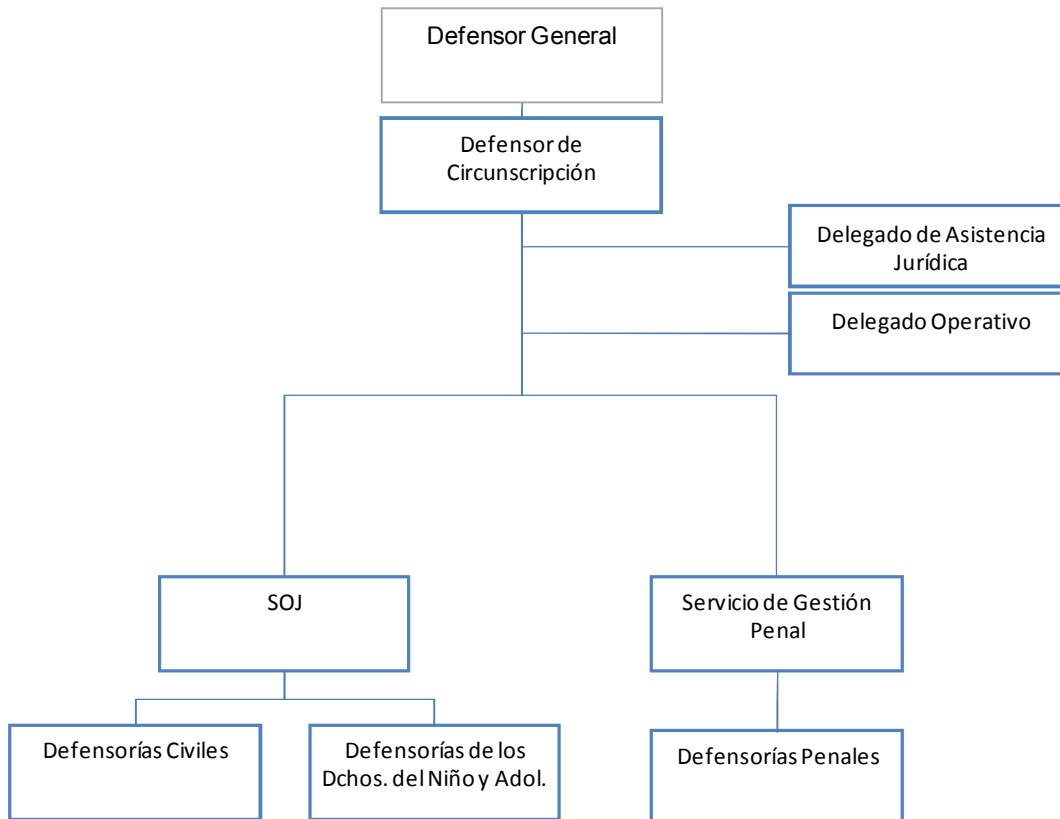 Defensor General
Defensor de
Circunscripción
Delegado de Asistencia
Jurídica
Delegado Operativo
SOJ
Servicio de Gestión
Penal
Defensorías Civiles
Defensorías de los
Dchos. del Niño y Adol.
Defensorías Penales